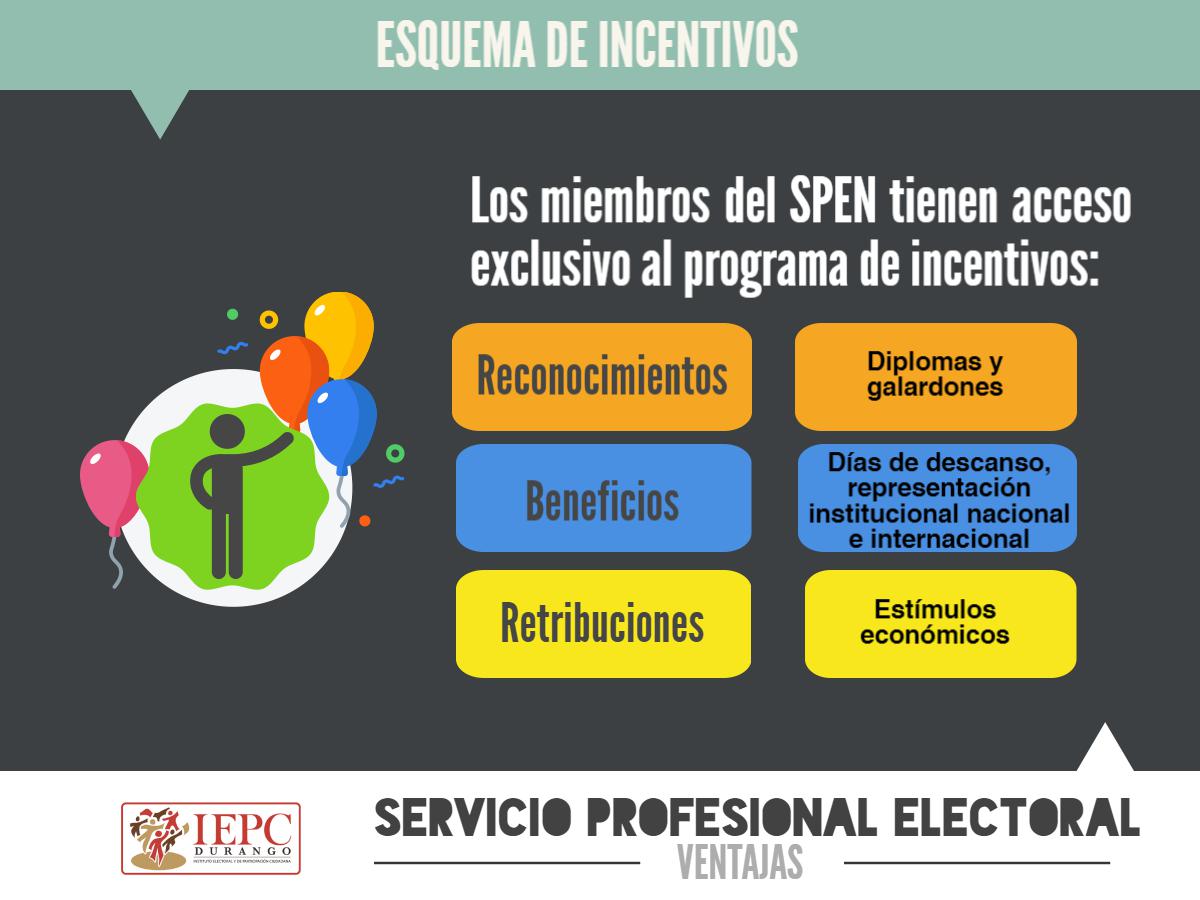 ESQUEMA DE INCENTIVOS
Los miembros del SPEN tienen acceso
exclusivo al programa de incentivos:
Reconocimientos
Diplomas y
galardones
Beneficios
Días de descanso,
representación
institucional nacional
e internacional
Retribuciones
Estímulos
económicos
IEPC
DURANGO
INSTITUTO ELECTORAL Y DE PARTICIPACIÓN CIUDADANA
SERVICIO PROFESIONAL ELECTORAL
VENTAJAS